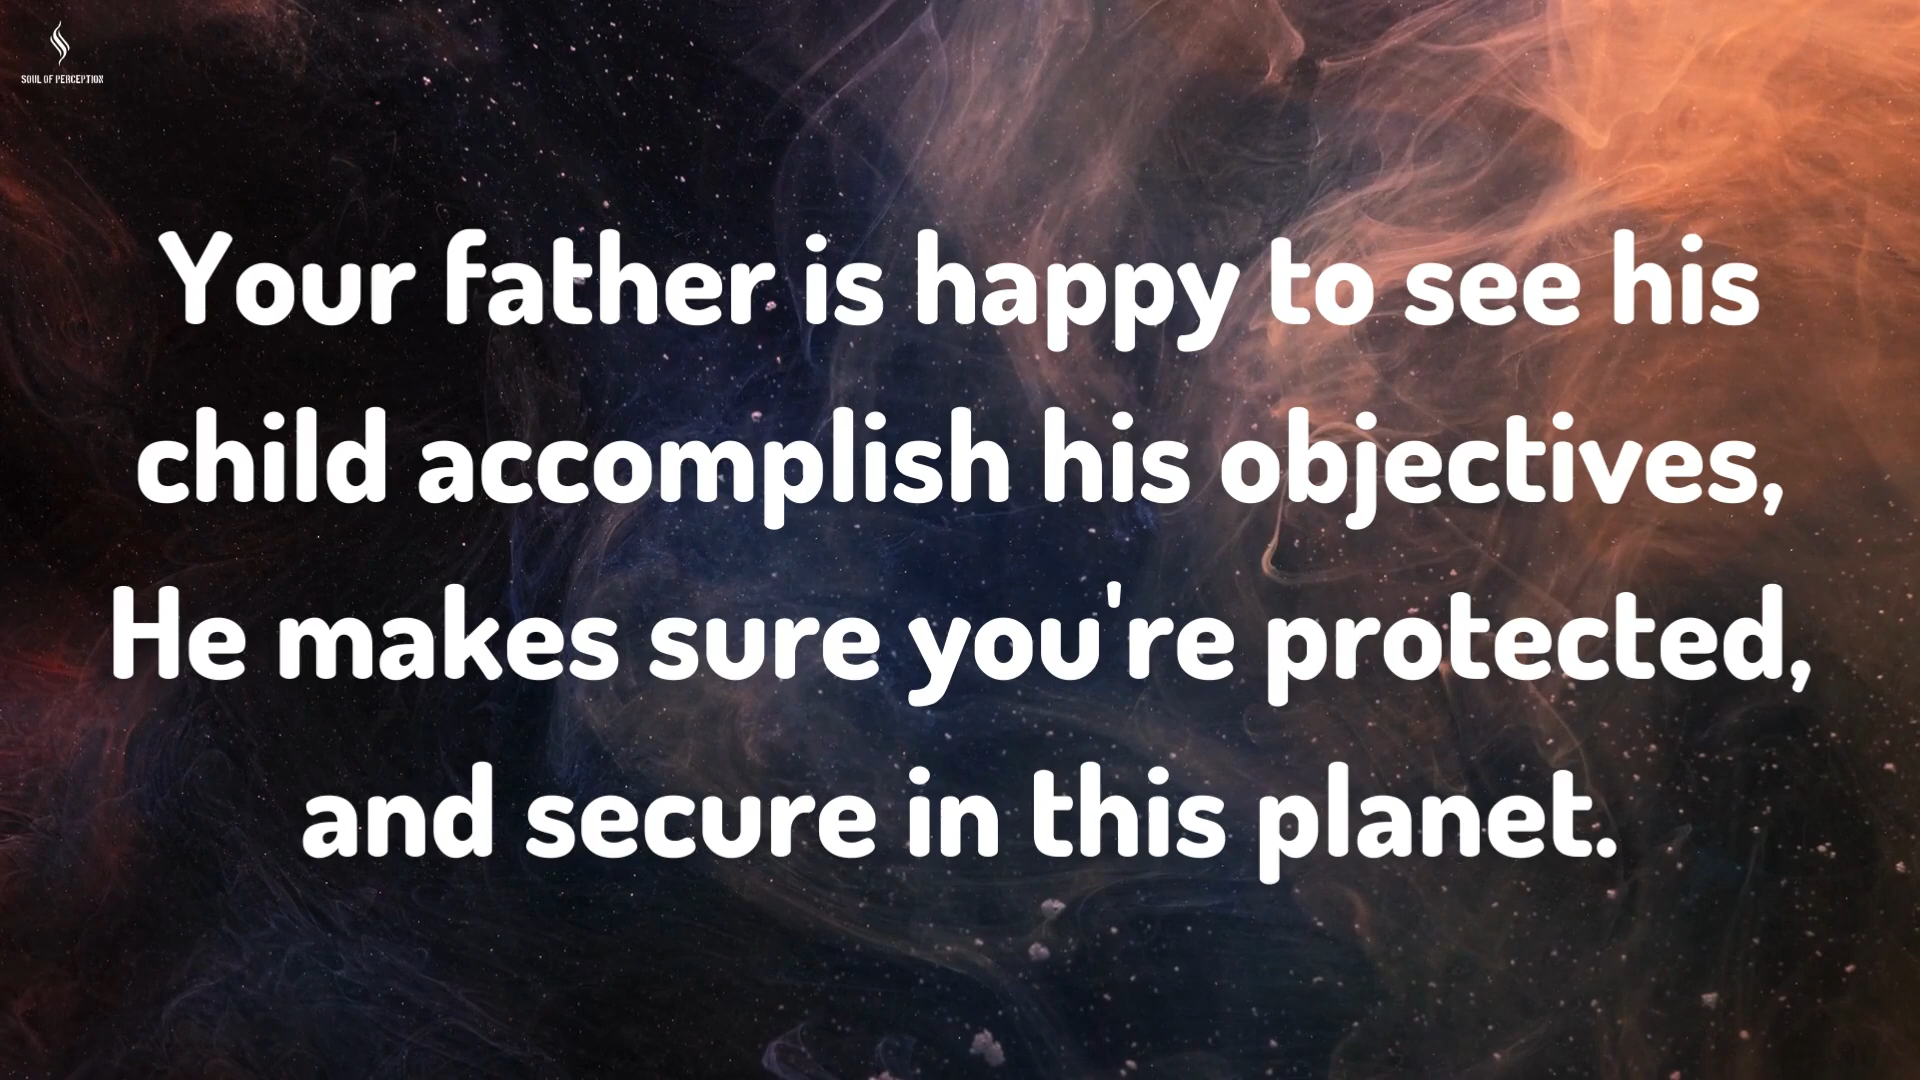 SOUL OF PERCEPTION
Your father is happy to see his
child accomplish his objectives,
He makes sure you're protected,
and secure in this planet.